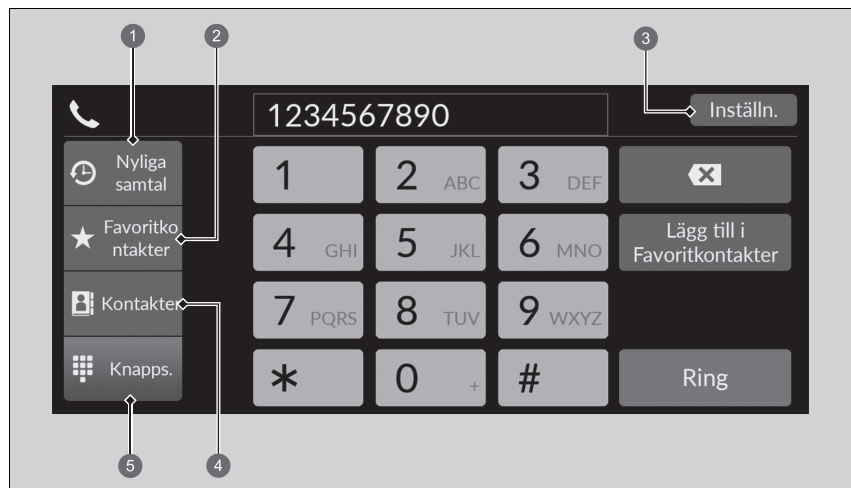 1
2
3
1234567890
Inställn.
Nyliga
samtal
1
2 ABC
3 DEF
Favoritko
ntakter
4 GHI
5 JKL
6 MNO
Lägg till i
Favoritkontakter
Kontakter
7 PQRS
8 TUV
9 WXYZ
Knapps.
*
0 +
#
Ring
5
4